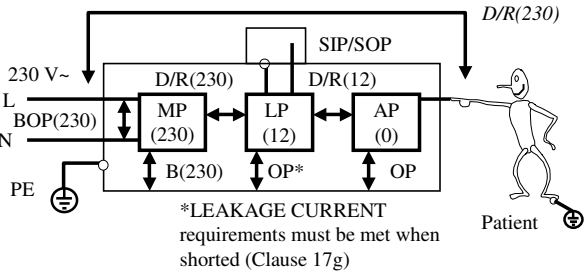 D/R(230)
SIP/SOP
230 V~
D/R(230)
D/R(12)
L
BOP(230)
MP
(230)
LP
(12)
AP
(0)
N
B(230)
OP*
OP
PE
*LEAKAGE CURRENT
requirements must be met when
shorted (Clause 17g)
Patient